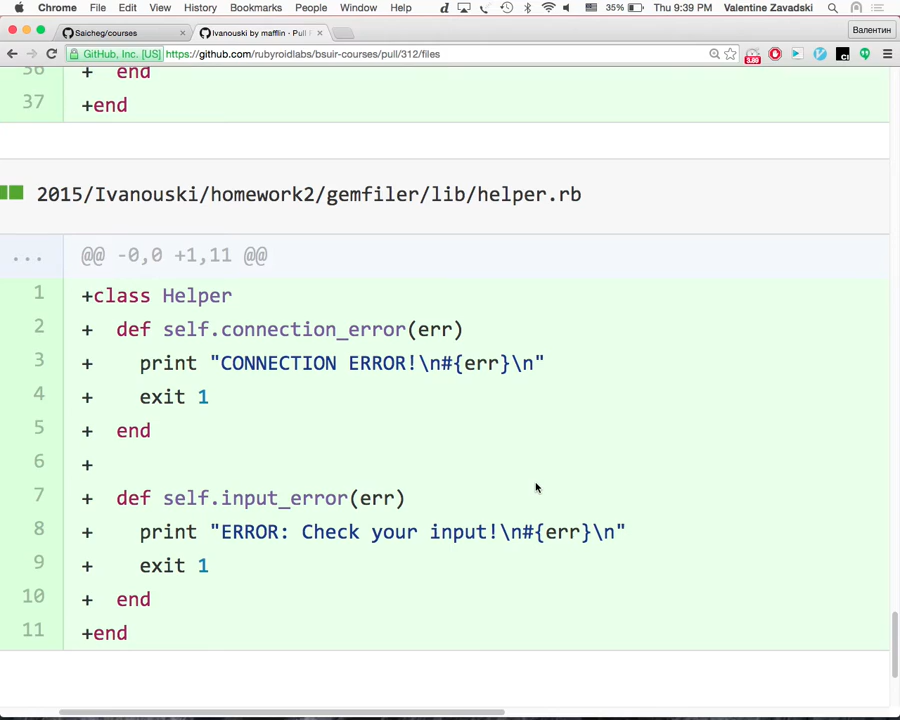 Chrome File Edit View History Bookmarks People Window Help d 35% Thu 9:39 PM Valentine Zavadski
Saicheg/courses × Ivanouski by mafflin · Pull × Валентин
GitHub, Inc. [US] https://github.com/rubyroidlabs/bsuir-courses/pull/312/files
36 + end
37 +end
2015/Ivanouski/homework2/gemfiler/lib/helper.rb
... @@ -0,0 +1,11 @@
1 +class Helper
2 + def self.connection_error(err)
3 + print "CONNECTION ERROR!\n#{err}\n"
4 + exit 1
5 + end
6 +
7 + def self.input_error(err)
8 + print "ERROR: Check your input!\n#{err}\n"
9 + exit 1
10 + end
11 +end